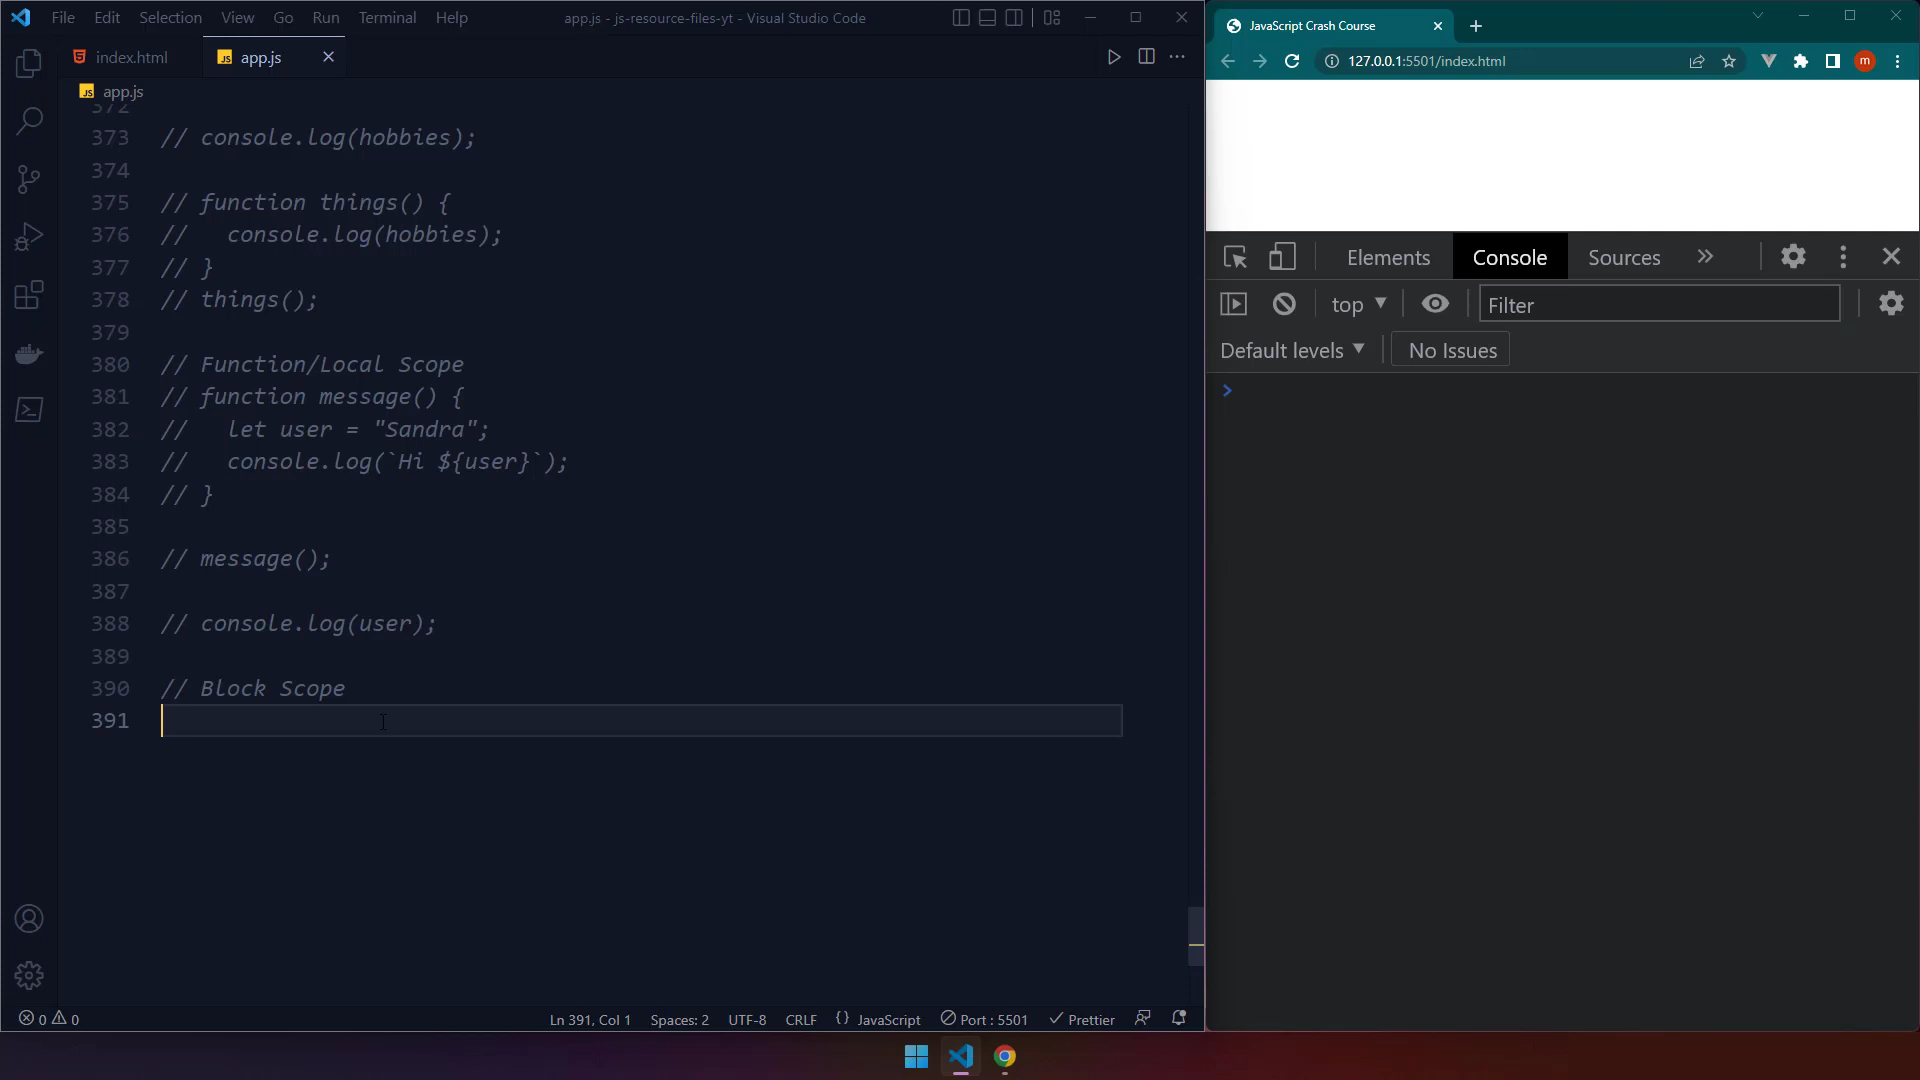 File Edit Selection View Go Run Terminal Help
app.js - js-resource-files-yt - Visual Studio Code
index.html
app.js
app.js
372
373 // console.log(hobbies);
374
375 // function things() {
376 //   console.log(hobbies);
377 // }
378 // things();
379
380 // Function/Local Scope
381 // function message() {
382 //   let user = "Sandra";
383 //   console.log(`Hi ${user}`);
384 // }
385
386 // message();
387
388 // console.log(user);
389
390 // Block Scope
391
0 0
Ln 391, Col 1 Spaces: 2 UTF-8 CRLF {} JavaScript Port : 5501 Prettier
JavaScript Crash Course
127.0.0.1:5501/index.html
m
Elements Console Sources
top Filter
Default levels No Issues